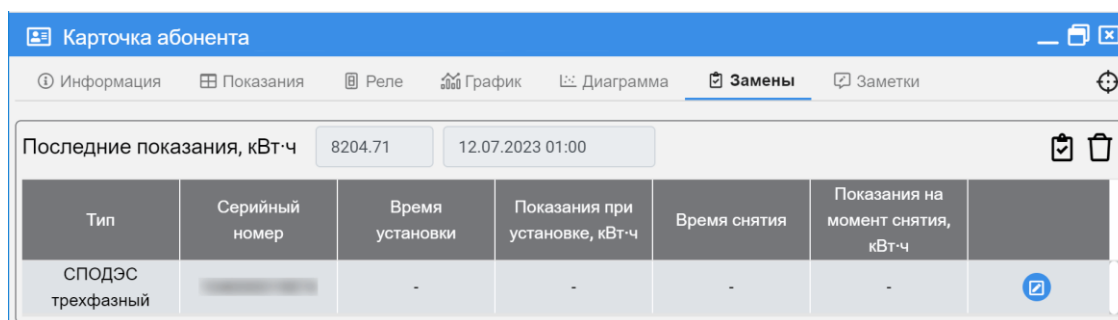 Карточка абонента
Информация Показания Реле График Диаграмма Замены Заметки
Последние показания, кВт·ч 8204.71 12.07.2023 01:00
Тип
Серийный
номер
Время
установки
Показания при
установке, кВт·ч
Время снятия
Показания на
момент снятия,
кВт·ч
СПОДЭС
трехфазный
- - - -